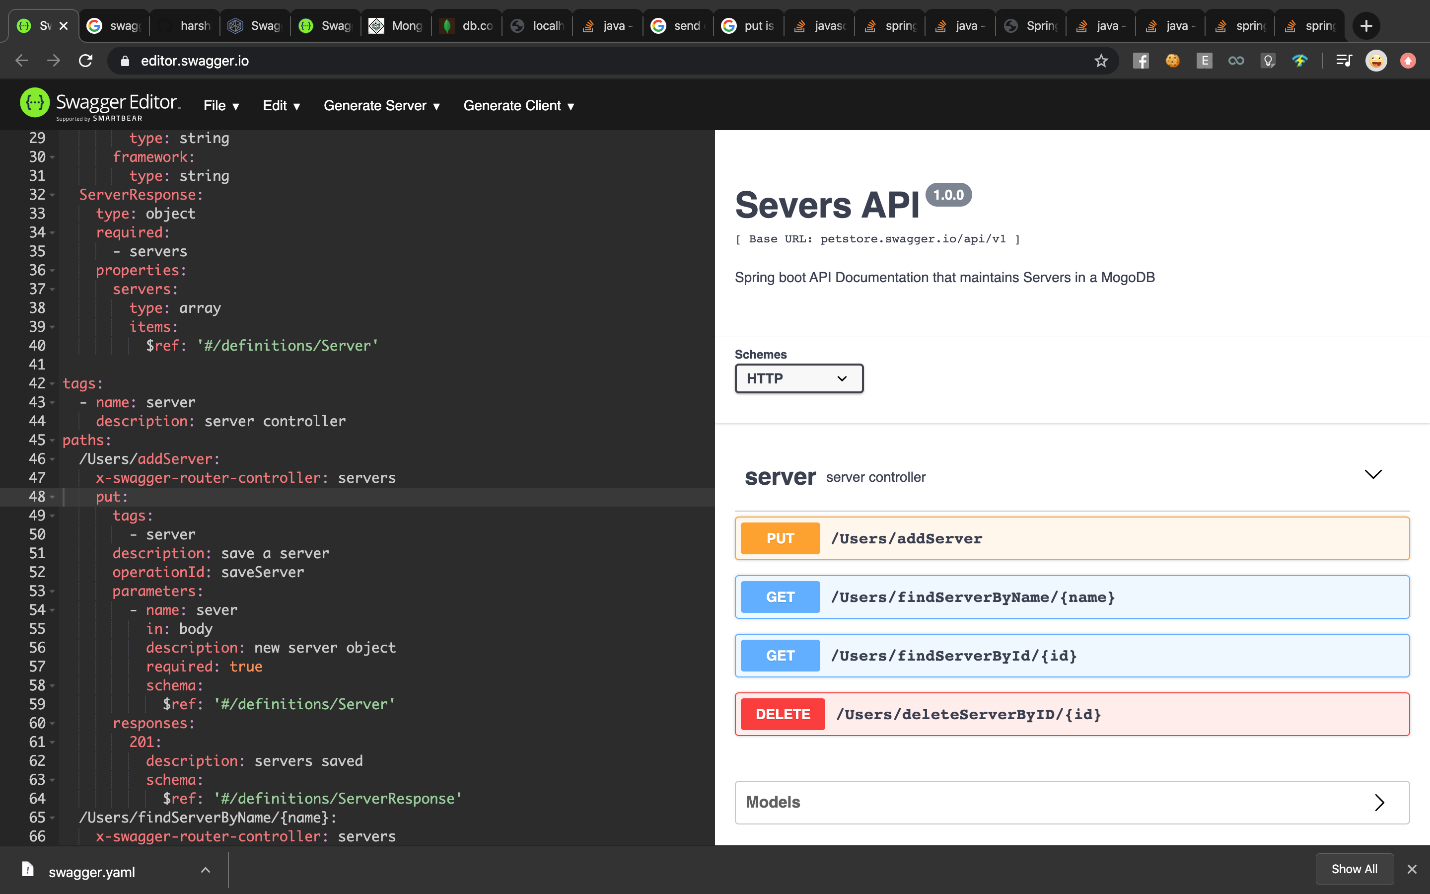 Sv
swag
harsh
Swag
Swag
Mong
db.co
localh
java -
send
put is
javasc
spring
java -
Spring
java -
java -
spring
spring
editor.swagger.io
Swagger Editor
Supported by SMARTBEAR
File ▾ Edit ▾ Generate Server ▾ Generate Client ▾
29 type: string
30 framework:
31 type: string
32 ServerResponse:
33 type: object
34 required:
35 - servers
36 properties:
37 servers:
38 type: array
39 items:
40 $ref: '#/definitions/Server'
41
42 tags:
43 - name: server
44 description: server controller
45 paths:
46 /Users/addServer:
47 x-swagger-router-controller: servers
48 put:
49 tags:
50 - server
51 description: save a server
52 operationId: saveServer
53 parameters:
54 - name: sever
55 in: body
56 description: new server object
57 required: true
58 schema:
59 $ref: '#/definitions/Server'
60 responses:
61 201:
62 description: servers saved
63 schema:
64 $ref: '#/definitions/ServerResponse'
65 /Users/findServerByName/{name}:
66 x-swagger-router-controller: servers
Severs API 1.0.0
[ Base URL: petstore.swagger.io/api/v1 ]
Spring boot API Documentation that maintains Servers in a MogoDB
Schemes
HTTP
server server controller
PUT /Users/addServer
GET /Users/findServerByName/{name}
GET /Users/findServerById/{id}
DELETE /Users/deleteServerByID/{id}
Models
swagger.yaml
Show All